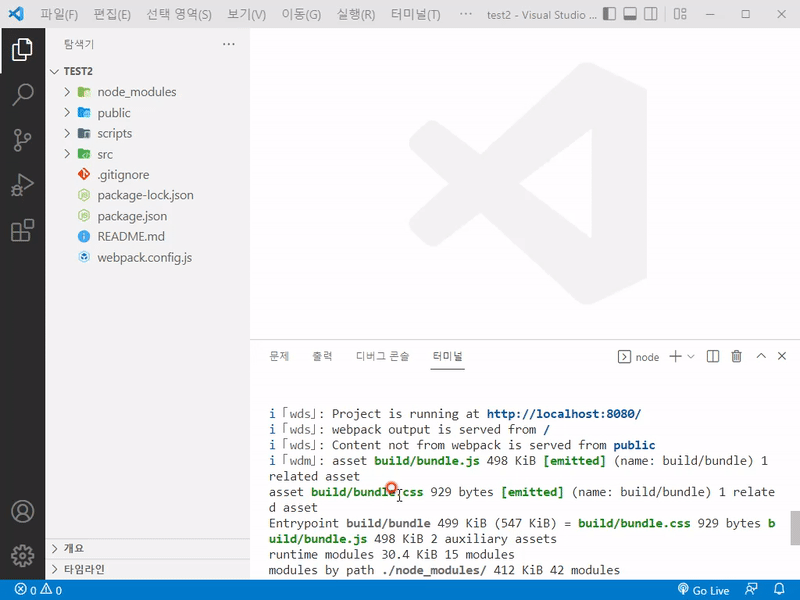 파일(F) 편집(E) 선택 영역(S) 보기(V) 이동(G) 실행(R) 터미널(T) ··· test2 - Visual Studio ...
탐색기 ···
TEST2
node_modules
public
scripts
src
.gitignore
package-lock.json
package.json
README.md
webpack.config.js
개요
타임라인
문제 출력 디버그 콘솔 터미널 node
i ｢wds｣: Project is running at http://localhost:8080/
i ｢wds｣: webpack output is served from /
i ｢wds｣: Content not from webpack is served from public
i ｢wdm｣: asset build/bundle.js 498 KiB [emitted] (name: build/bundle) 1
related asset
asset build/bundle.css 929 bytes [emitted] (name: build/bundle) 1 relate
d asset
Entrypoint build/bundle 499 KiB (547 KiB) = build/bundle.css 929 bytes b
uild/bundle.js 498 KiB 2 auxiliary assets
runtime modules 30.4 KiB 15 modules
modules by path ./node_modules/ 412 KiB 42 modules
0 0 Go Live